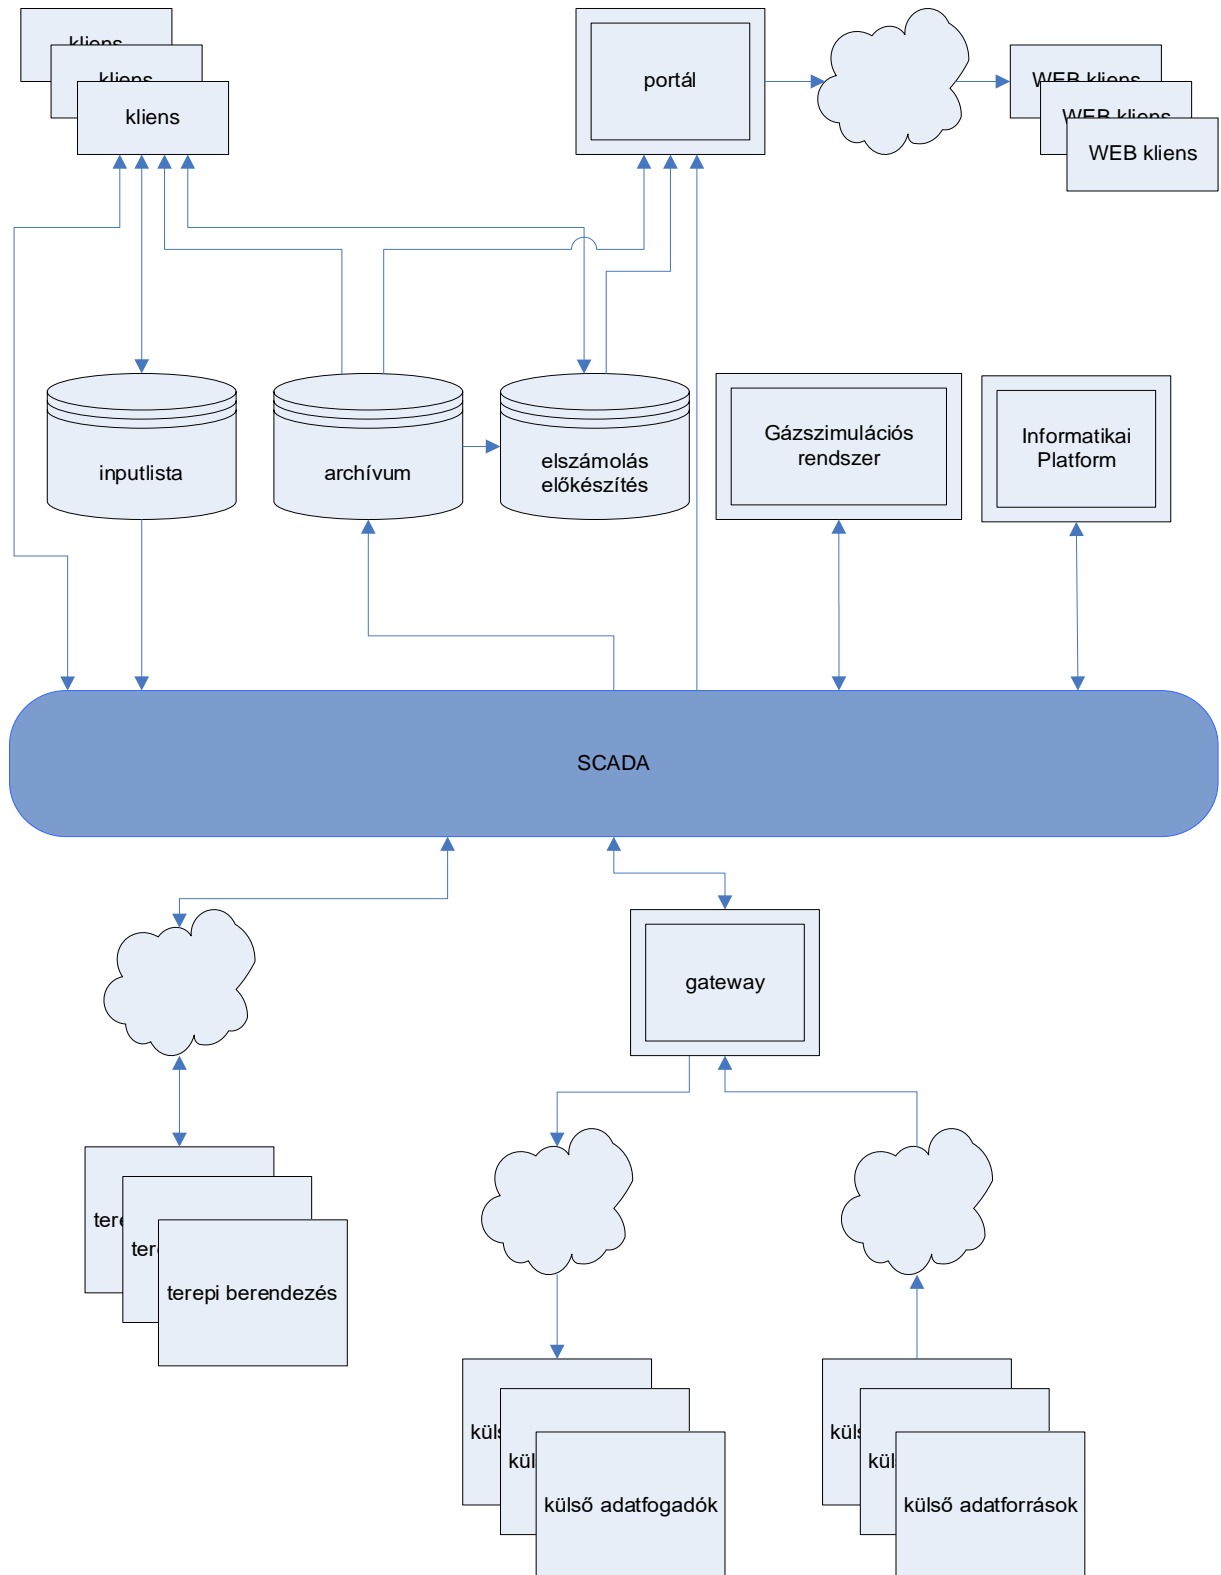 kliens
kliens
kliens
portál
WEB kliens
WEB kliens
WEB kliens
inputlista
archívum
elszámolás
előkészítés
Gázszimulációs
rendszer
Informatikai
Platform
SCADA
gateway
terepi berendezés
külső adatfogadók
külső adatforrások